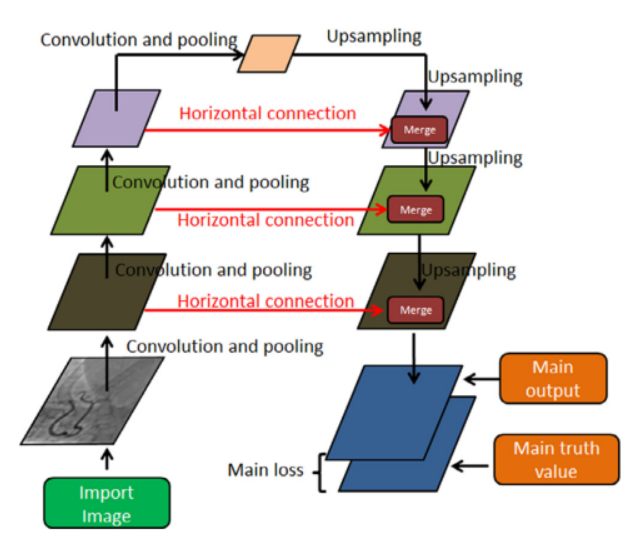 Convolution and pooling
Upsampling
Upsampling
Horizontal connection
Merge
Upsampling
Convolution and pooling
Merge
Horizontal connection
Convolution and pooling
Upsampling
Horizontal connection
Merge
Convolution and pooling
Main
output
Main truth
value
Main loss
Import
Image